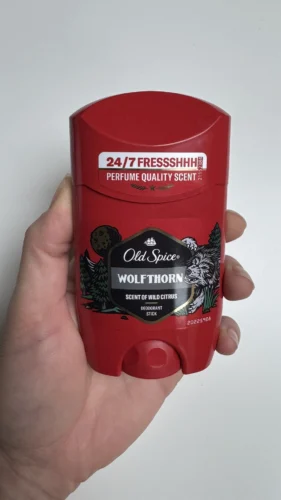 24/7 FRESSSHHH
PERFUME QUALITY SCENT
Old Spice®
WOLFTHORN
SCENT OF WILD CITRUS
DEODORANT
STICK